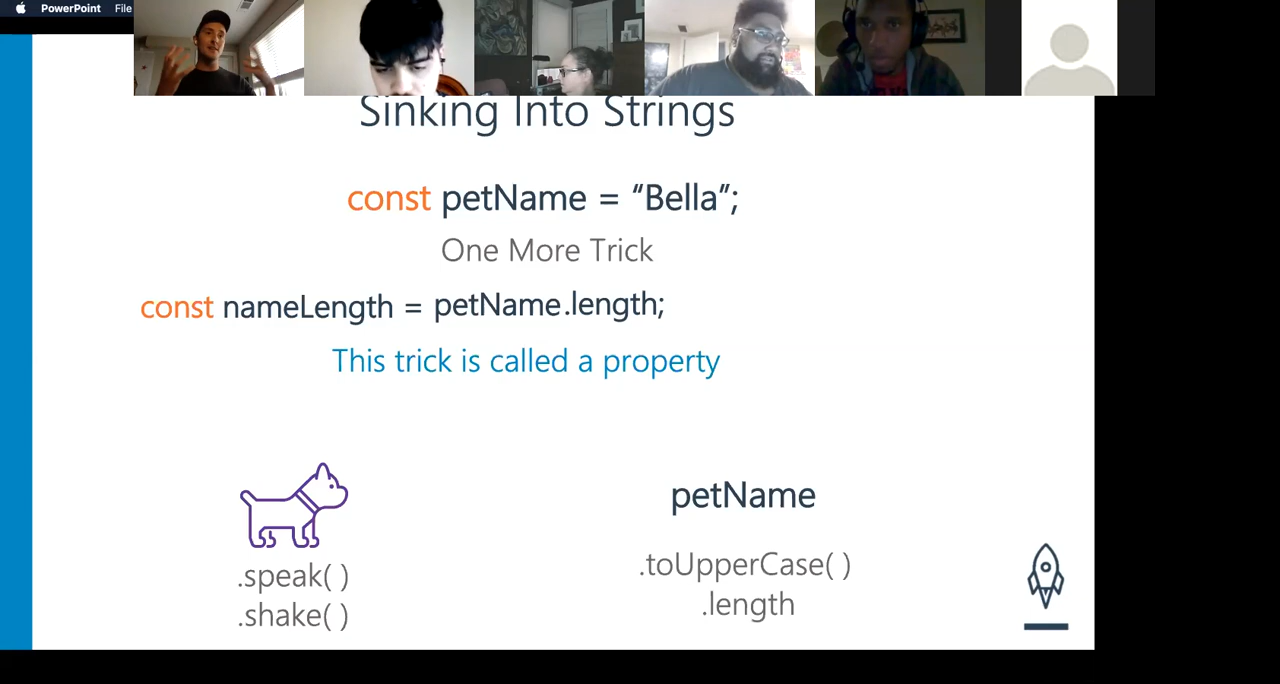 PowerPoint File
Sinking Into Strings
const petName = “Bella”;
One More Trick
const nameLength = petName.length;
This trick is called a property
petName
.speak( )
.shake( )
.toUpperCase( )
.length